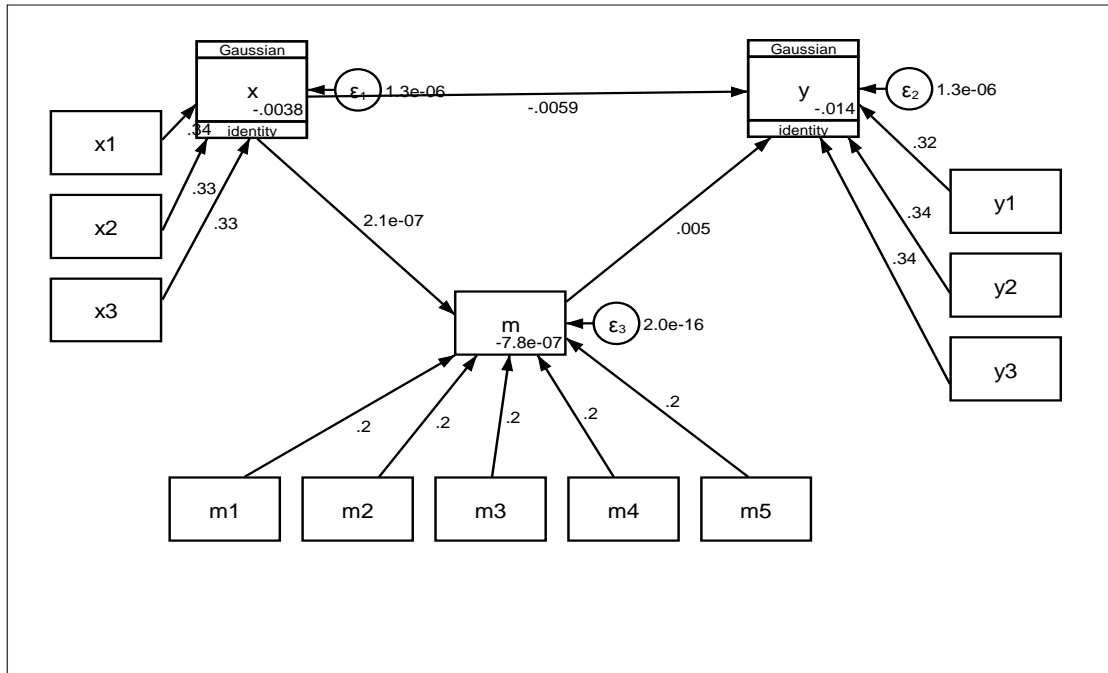 Gaussian
x
-.0038
identity
ε1
1.3e-06
-.0059
Gaussian
y
-.014
identity
ε2
1.3e-06
x1
.34
x2
.33
x3
.33
2.1e-07
.005
.32
y1
.34
y2
.34
y3
m
-7.8e-07
ε3
2.0e-16
.2
.2
.2
.2
.2
m1
m2
m3
m4
m5